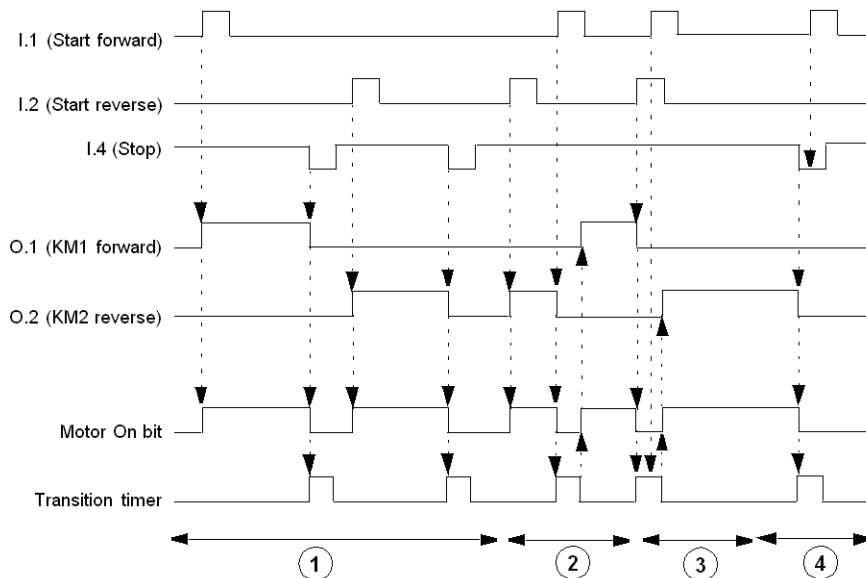 I.1 (Start forward)
I.2 (Start reverse)
I.4 (Stop)
O.1 (KM1 forward)
O.2 (KM2 reverse)
Motor On bit
Transition timer
1
2
3
4